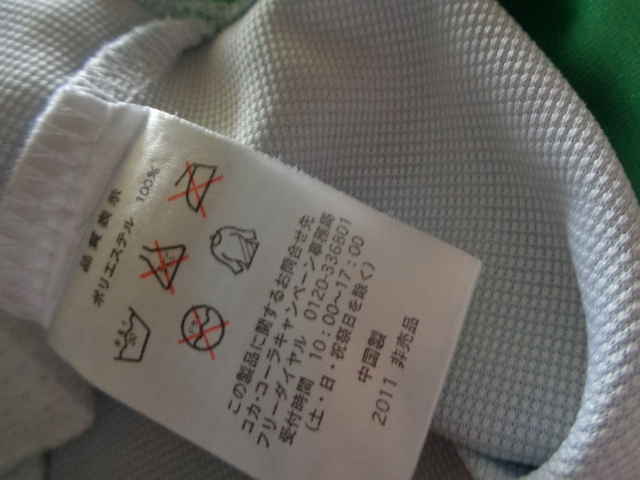 品質表示
ポリエステル 100%
この製品に関するお問合せ先
コカ・コーラキャンペーン事務局
フリーダイヤル 0120-336801
受付時間 10:00〜17:00
(土・日・祝祭日を除く)
中国製
2011 非売品